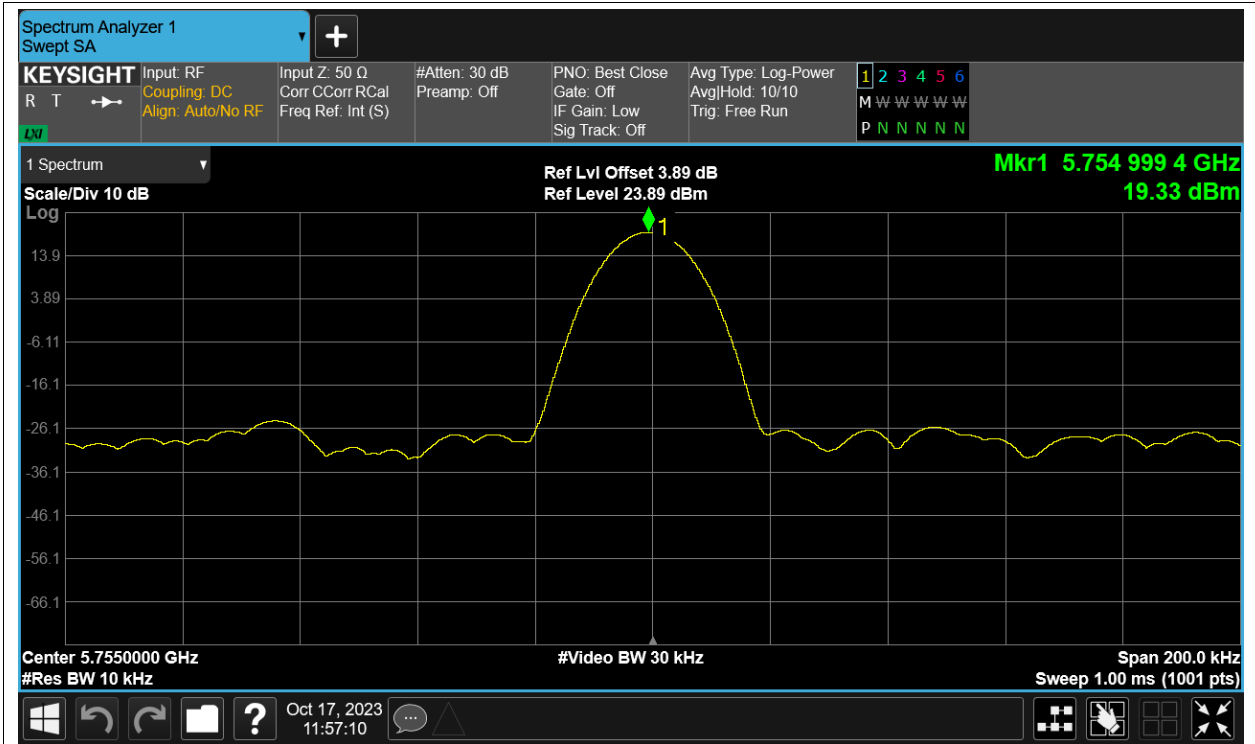 Spectrum Analyzer 1
Swept SA
+
KEYSIGHT
R T
LXI
Input: RF
Coupling: DC
Align: Auto/No RF
Input Z: 50 Ω
Corr CCorr RCal
Freq Ref: Int (S)
#Atten: 30 dB
Preamp: Off
PNO: Best Close
Gate: Off
IF Gain: Low
Sig Track: Off
Avg Type: Log-Power
Avg|Hold: 10/10
Trig: Free Run
1 2 3 4 5 6
M W W W W W
P N N N N N
1 Spectrum
Scale/Div 10 dB
Log
Ref Lvl Offset 3.89 dB
Ref Level 23.89 dBm
Mkr1 5.754 999 4 GHz
19.33 dBm
1
13.9
3.89
-6.11
-16.1
-26.1
-36.1
-46.1
-56.1
-66.1
Center 5.7550000 GHz
#Res BW 10 kHz
#Video BW 30 kHz
Span 200.0 kHz
Sweep 1.00 ms (1001 pts)
?
Oct 17, 2023
11:57:10